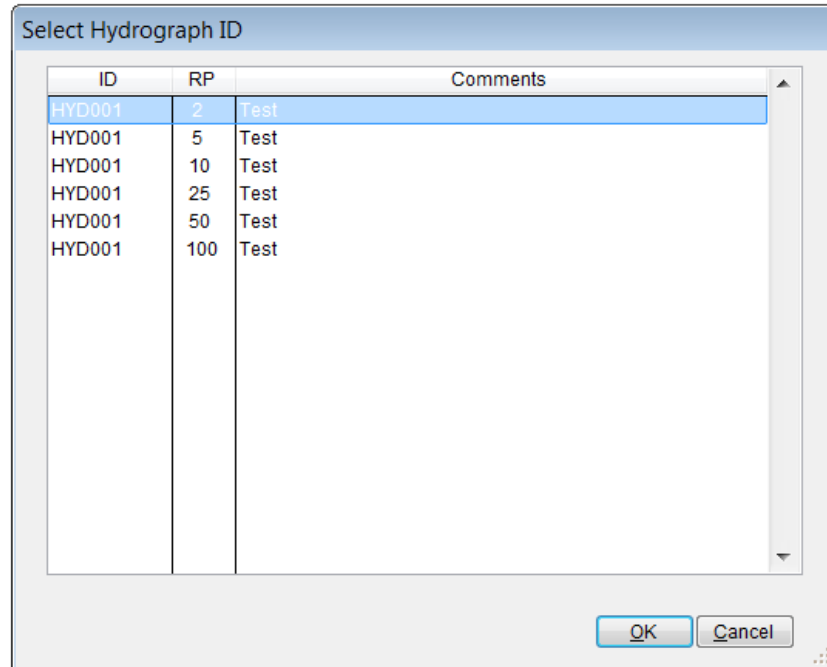 Select Hydrograph ID
ID RP Comments
HYD001 2 Test
HYD001 5 Test
HYD001 10 Test
HYD001 25 Test
HYD001 50 Test
HYD001 100 Test
OK Cancel